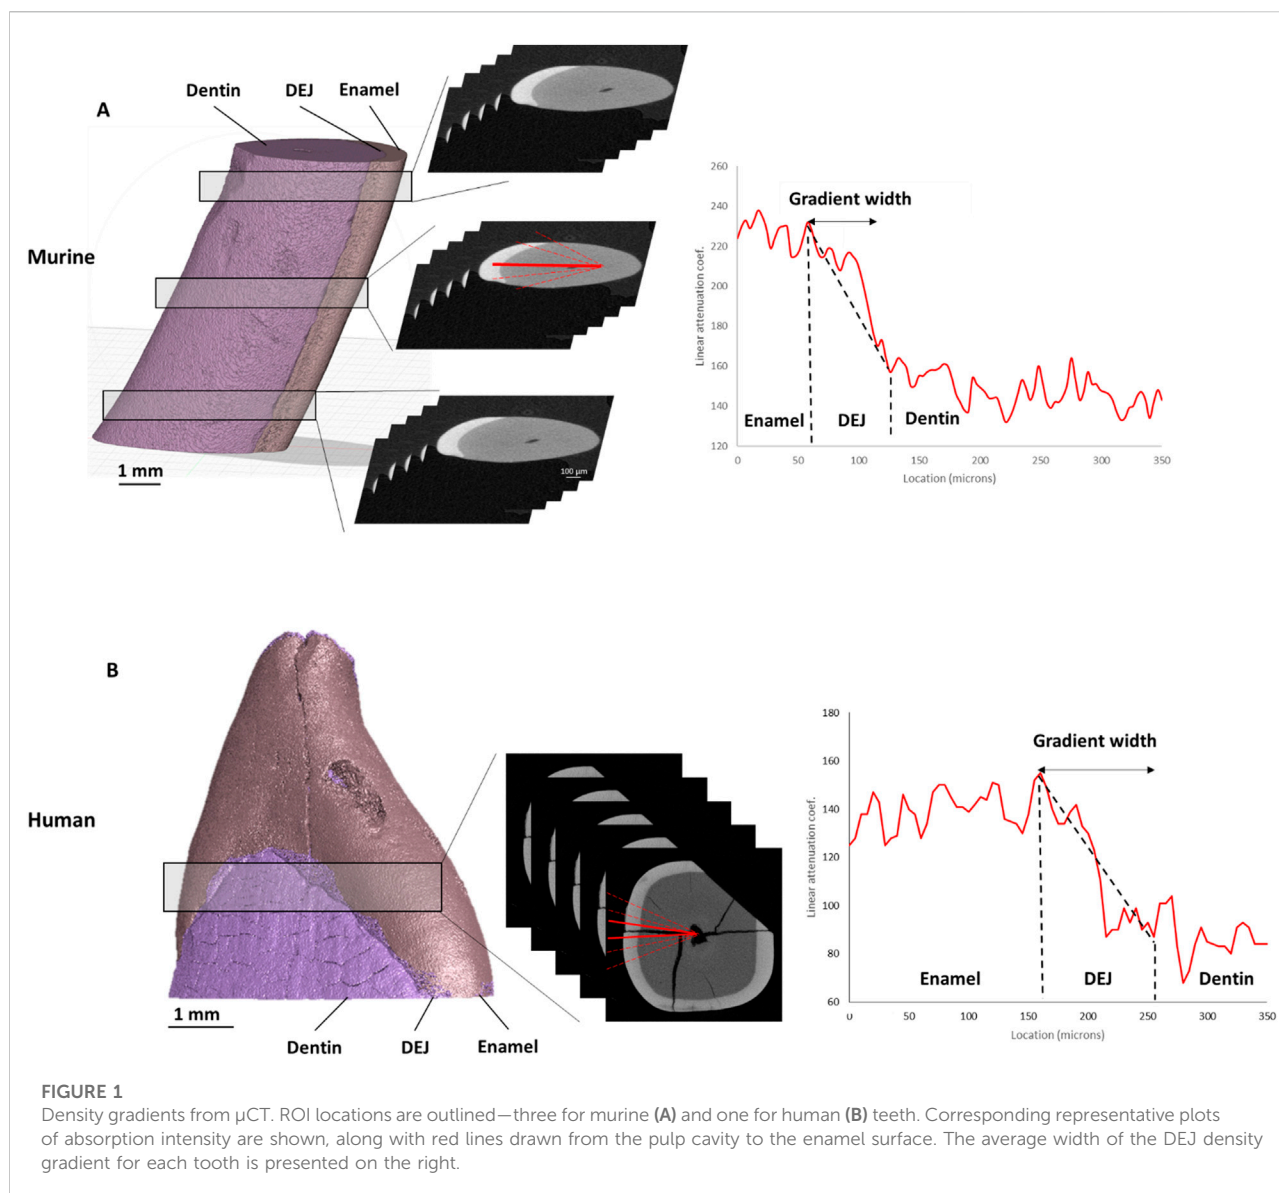 A
Dentin
DEJ
Enamel
Murine
1 mm
100 µm
260
240
220
200
180
160
140
120
Linear attenuation coef.
Gradient width
Enamel
DEJ
Dentin
0
50
100
150
200
250
300
350
Location (microns)
B
Human
1 mm
Dentin
DEJ
Enamel
180
160
140
120
100
80
60
Linear attenuation coef.
Gradient width
Enamel
DEJ
Dentin
0
50
100
150
200
250
300
350
Location (microns)
FIGURE 1
Density gradients from µCT. ROI locations are outlined—three for murine (A) and one for human (B) teeth. Corresponding representative plots
of absorption intensity are shown, along with red lines drawn from the pulp cavity to the enamel surface. The average width of the DEJ density
gradient for each tooth is presented on the right.